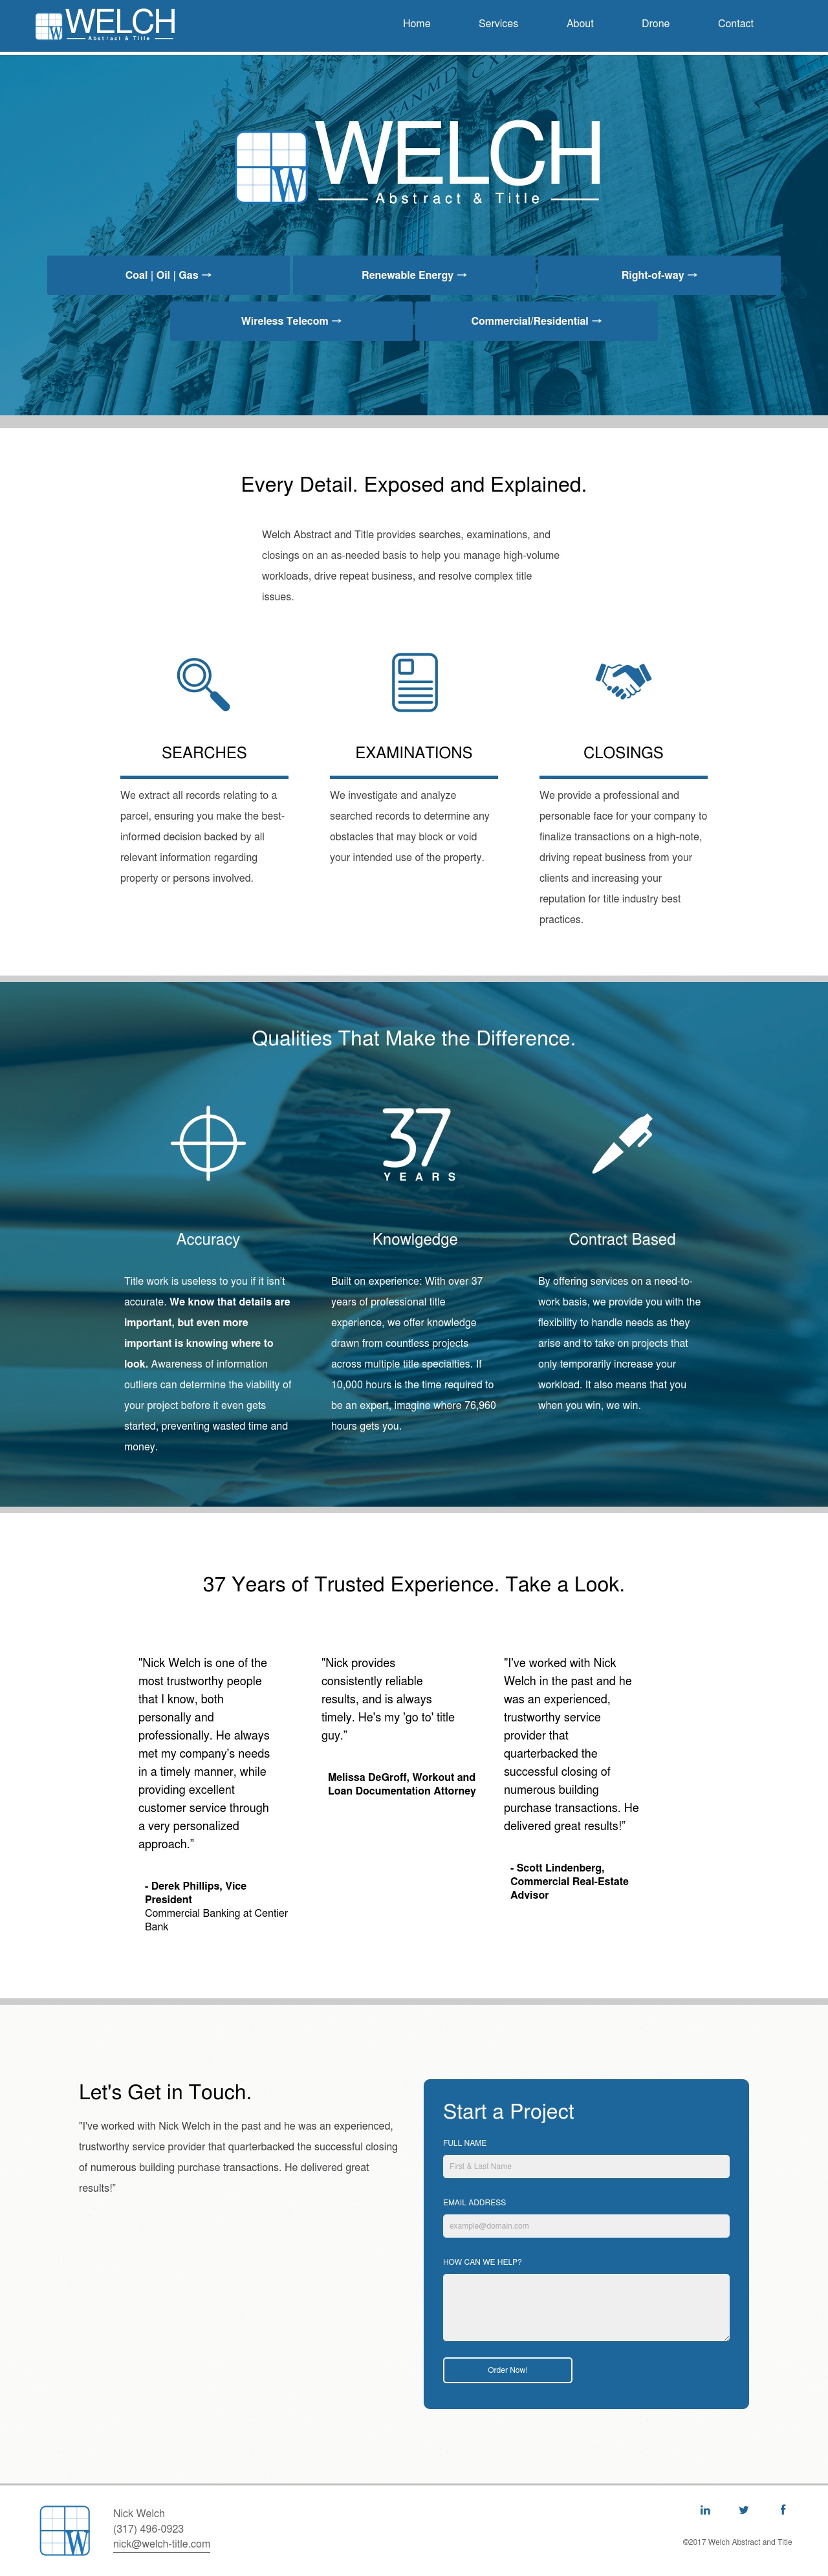 WELCH
Abstract & Title
Home Services About Drone Contact
WELCH
W
Abstract & Title
Coal | Oil | Gas → Renewable Energy → Right-of-way →
Wireless Telecom → Commercial/Residential →
Every Detail. Exposed and Explained.
Welch Abstract and Title provides searches, examinations, and
closings on an as-needed basis to help you manage high-volume
workloads, drive repeat business, and resolve complex title
issues.
SEARCHES
We extract all records relating to a
parcel, ensuring you make the best-
informed decision backed by all
relevant information regarding
property or persons involved.
EXAMINATIONS
We investigate and analyze
searched records to determine any
obstacles that may block or void
your intended use of the property.
CLOSINGS
We provide a professional and
personable face for your company to
finalize transactions on a high-note,
driving repeat business from your
clients and increasing your
reputation for title industry best
practices.
Qualities That Make the Difference.
Accuracy
Title work is useless to you if it isn't
accurate. We know that details are
important, but even more
important is knowing where to
look. Awareness of information
outliers can determine the viability of
your project before it even gets
started, preventing wasted time and
money.
37
YEARS
Knowlgedge
Built on experience: With over 37
years of professional title
experience, we offer knowledge
drawn from countless projects
across multiple title specialties. If
10,000 hours is the time required to
be an expert, imagine where 76,960
hours gets you.
Contract Based
By offering services on a need-to-
work basis, we provide you with the
flexibility to handle needs as they
arise and to take on projects that
only temporarily increase your
workload. It also means that you
when you win, we win.
37 Years of Trusted Experience. Take a Look.
"Nick Welch is one of the
most trustworthy people
that I know, both
personally and
professionally. He always
met my company's needs
in a timely manner, while
providing excellent
customer service through
a very personalized
approach."
- Derek Phillips, Vice
President
Commercial Banking at Centier
Bank
"Nick provides
consistently reliable
results, and is always
timely. He's my 'go to' title
guy."
Melissa DeGroff, Workout and
Loan Documentation Attorney
"I've worked with Nick
Welch in the past and he
was an experienced,
trustworthy service
provider that
quarterbacked the
successful closing of
numerous building
purchase transactions. He
delivered great results!"
- Scott Lindenberg,
Commercial Real-Estate
Advisor
Let's Get in Touch.
"I've worked with Nick Welch in the past and he was an experienced,
trustworthy service provider that quarterbacked the successful closing
of numerous building purchase transactions. He delivered great
results!"
Start a Project
FULL NAME
First & Last Name
EMAIL ADDRESS
example@domain.com
HOW CAN WE HELP?
Order Now!
W
Nick Welch
(317) 496-0923
nick@welch-title.com
©2017 Welch Abstract and Title